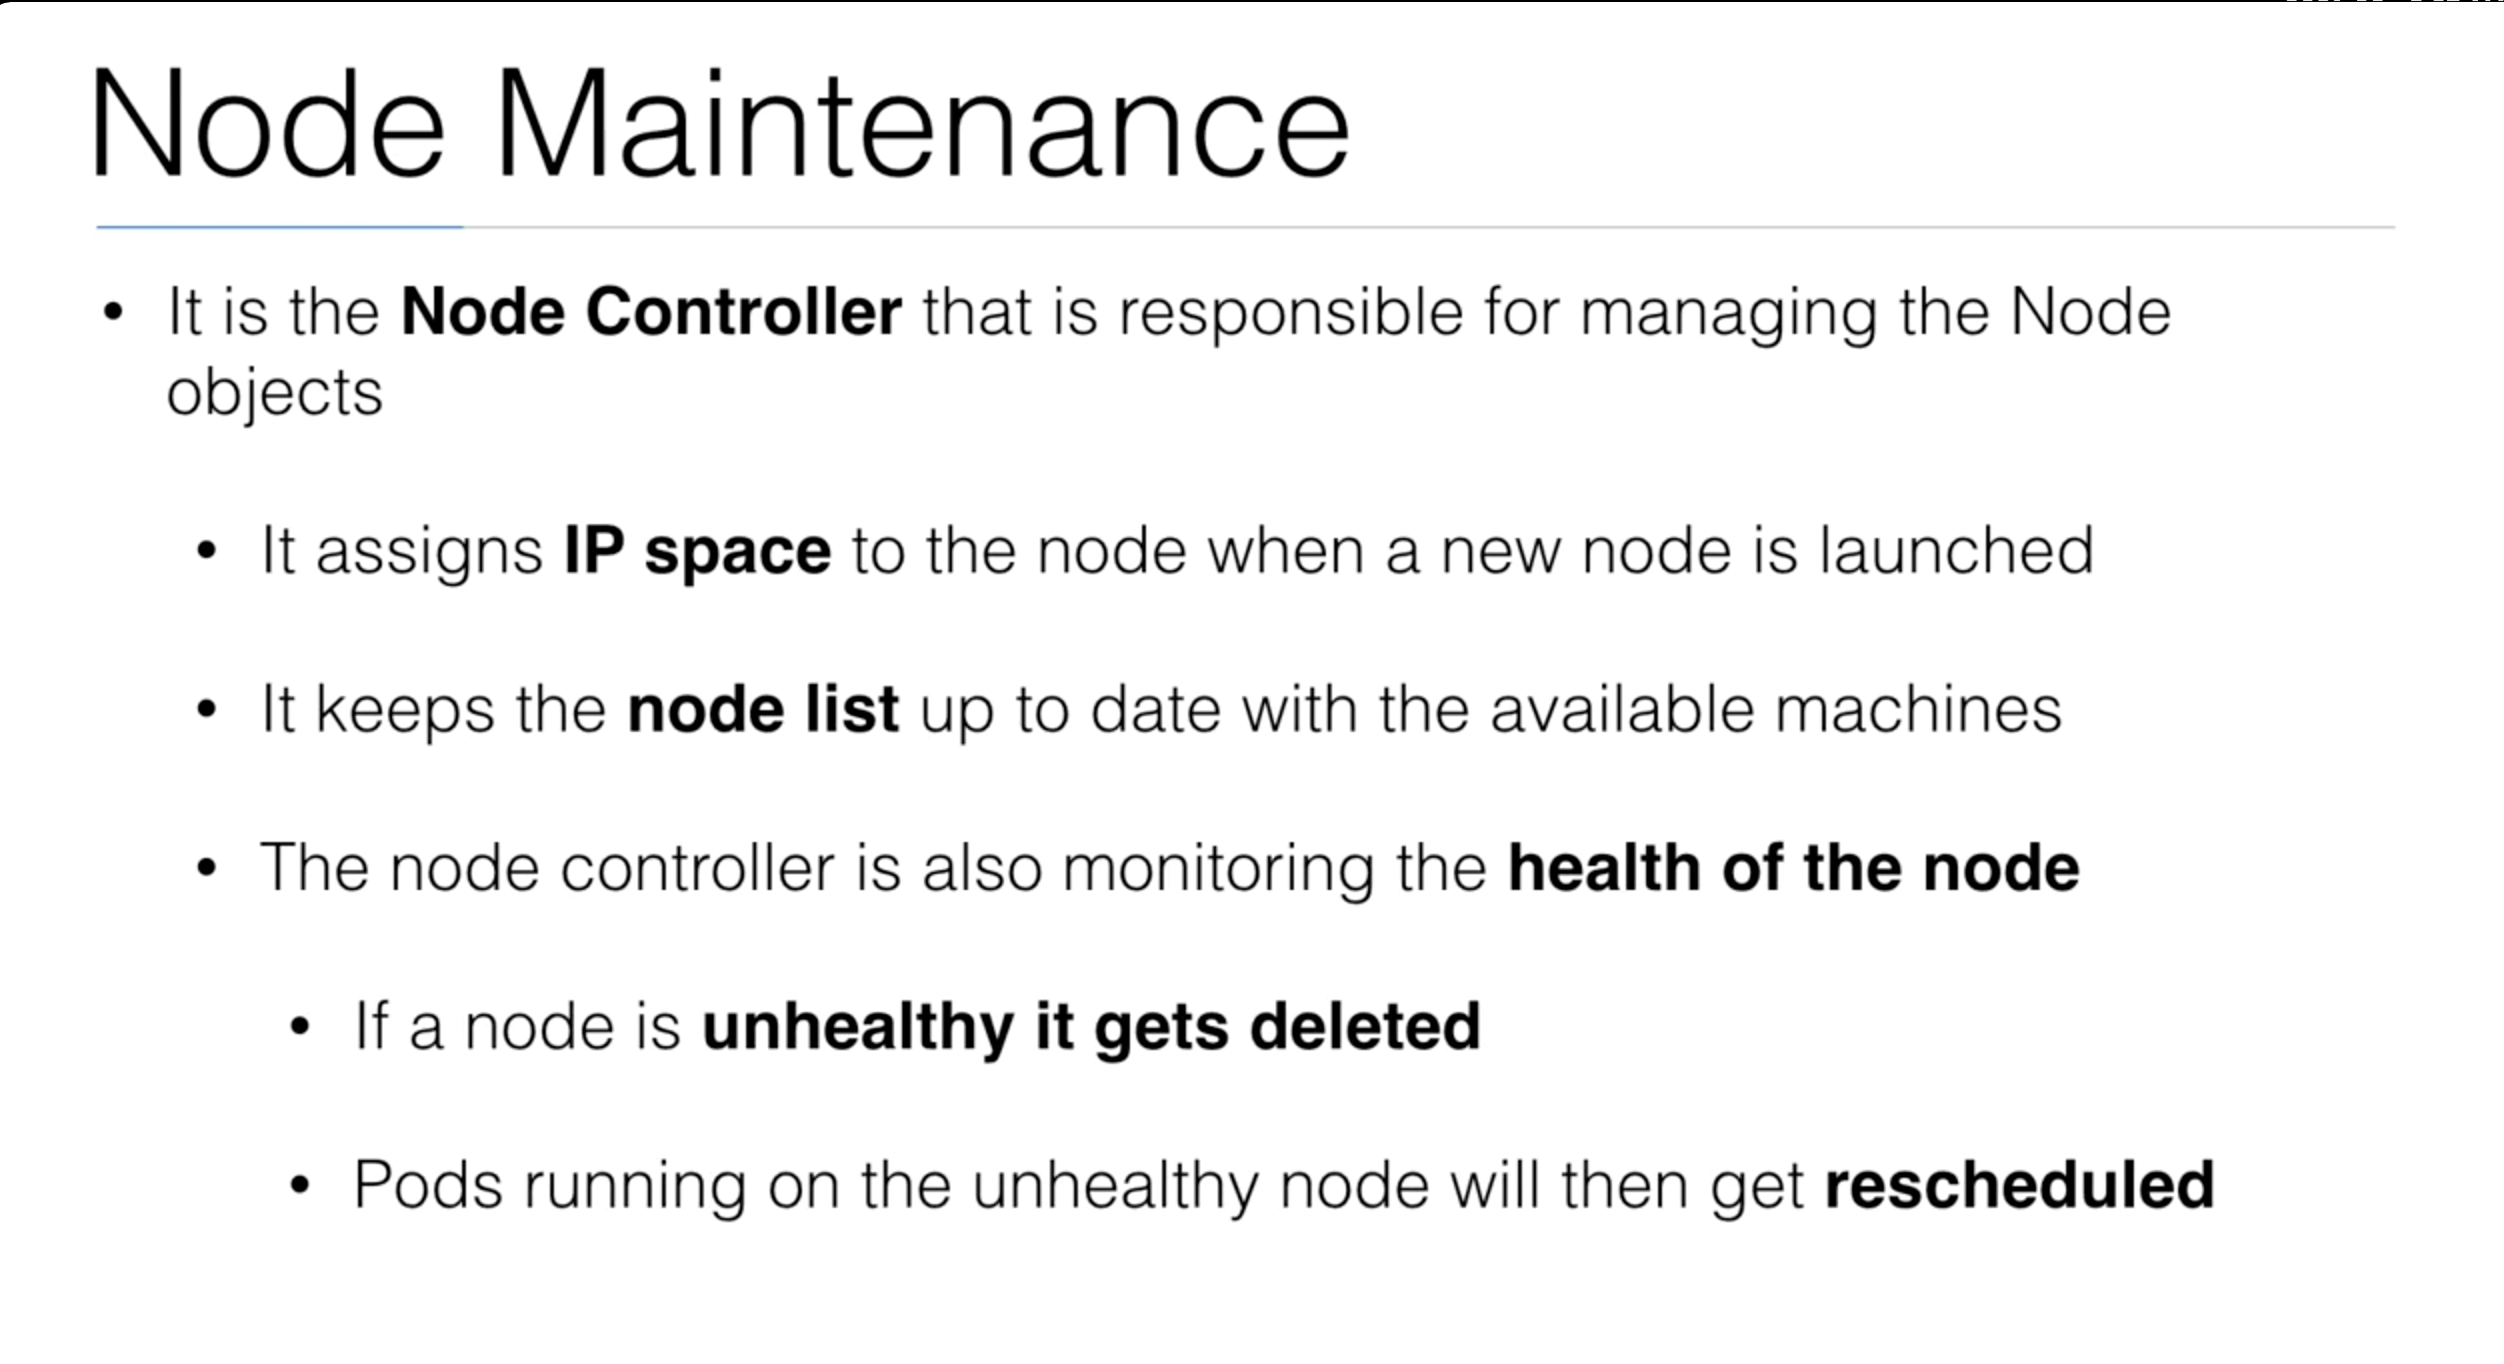 Node Maintenance
• It is the Node Controller that is responsible for managing the Node
objects
• It assigns IP space to the node when a new node is launched
• It keeps the node list up to date with the available machines
• The node controller is also monitoring the health of the node
• If a node is unhealthy it gets deleted
• Pods running on the unhealthy node will then get rescheduled